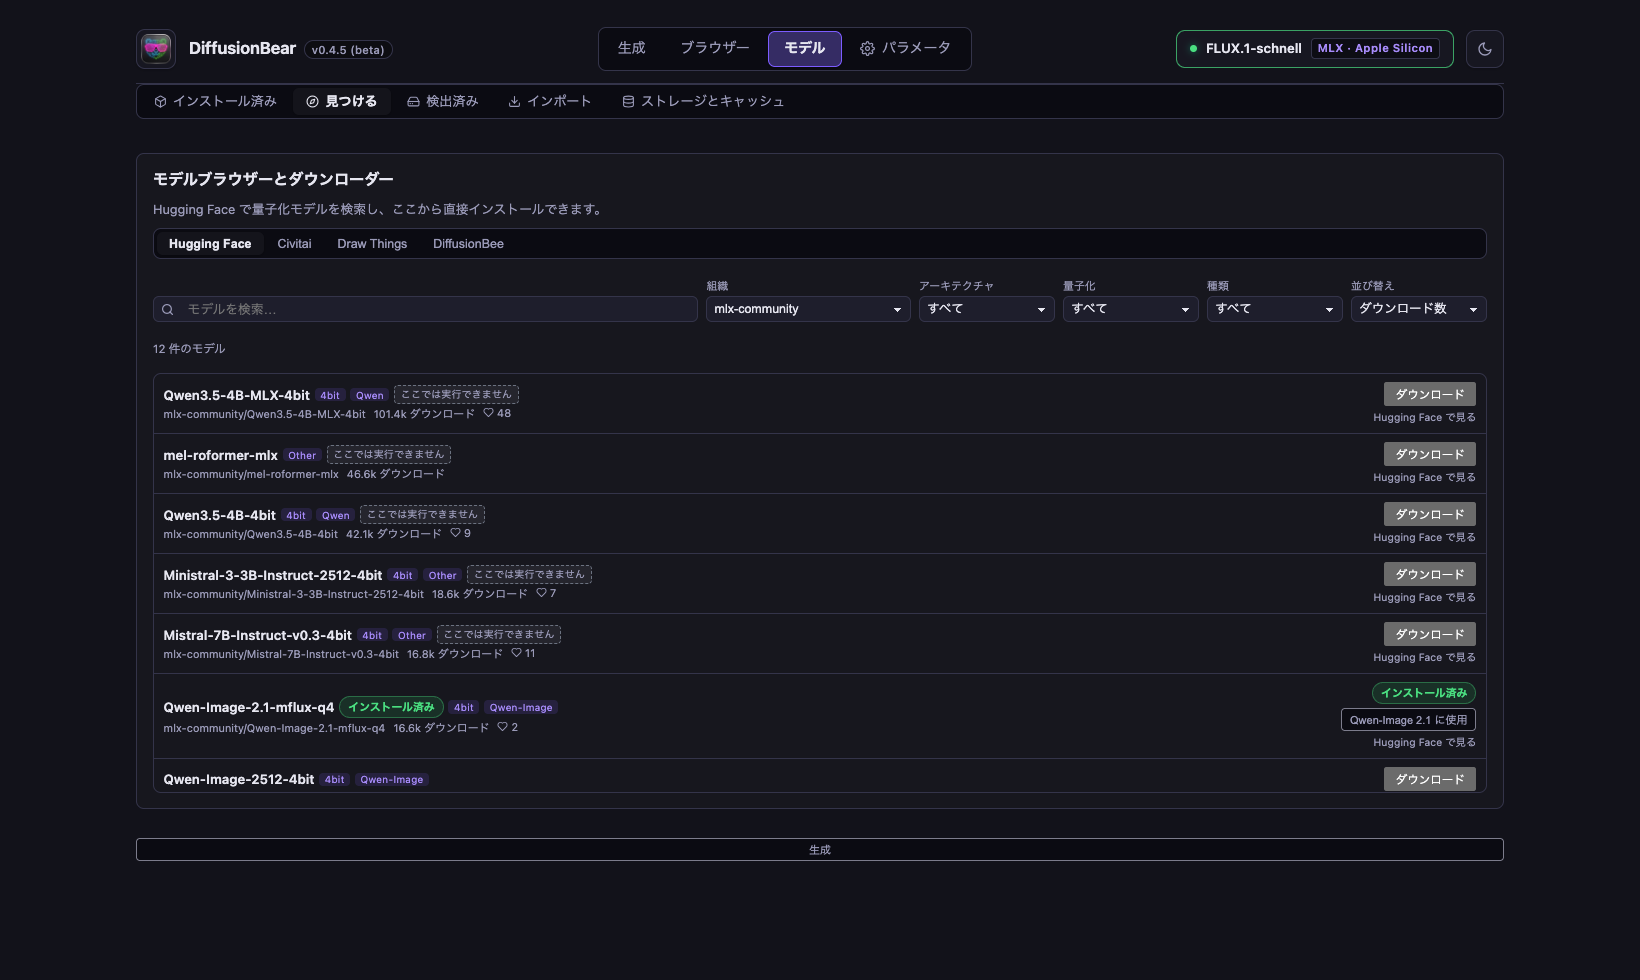 DiffusionBear v0.4.5 (beta)
生成 ブラウザー モデル パラメータ
FLUX.1-schnell MLX · Apple Silicon
インストール済み 見つける 検出済み インポート ストレージとキャッシュ
モデルブラウザーとダウンローダー
Hugging Face で量子化モデルを検索し、ここから直接インストールできます。
Hugging Face Civitai Draw Things DiffusionBee
組織 アーキテクチャ 量子化 種類 並び替え
モデルを検索... mlx-community すべて すべて すべて ダウンロード数
12 件のモデル
Qwen3.5-4B-MLX-4bit 4bit Qwen ここでは実行できません ダウンロード
mlx-community/Qwen3.5-4B-MLX-4bit 101.4k ダウンロード ♡ 48 Hugging Face で見る
mel-roformer-mlx Other ここでは実行できません ダウンロード
mlx-community/mel-roformer-mlx 46.6k ダウンロード Hugging Face で見る
Qwen3.5-4B-4bit 4bit Qwen ここでは実行できません ダウンロード
mlx-community/Qwen3.5-4B-4bit 42.1k ダウンロード ♡ 9 Hugging Face で見る
Ministral-3-3B-Instruct-2512-4bit 4bit Other ここでは実行できません ダウンロード
mlx-community/Ministral-3-3B-Instruct-2512-4bit 18.6k ダウンロード ♡ 7 Hugging Face で見る
Mistral-7B-Instruct-v0.3-4bit 4bit Other ここでは実行できません ダウンロード
mlx-community/Mistral-7B-Instruct-v0.3-4bit 16.8k ダウンロード ♡ 11 Hugging Face で見る
Qwen-Image-2.1-mflux-q4 インストール済み 4bit Qwen-Image インストール済み
mlx-community/Qwen-Image-2.1-mflux-q4 16.6k ダウンロード ♡ 2 Qwen-Image 2.1 に使用
Hugging Face で見る
Qwen-Image-2512-4bit 4bit Qwen-Image ダウンロード
生成